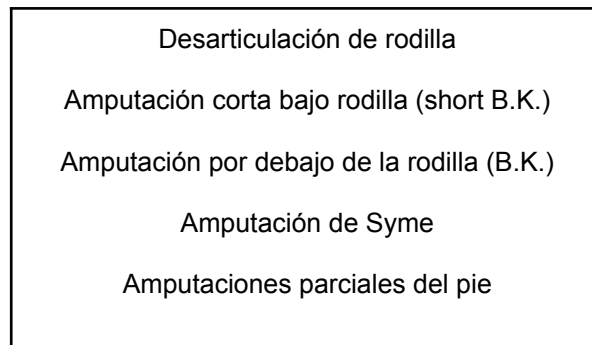 Desarticulación de rodilla
Amputación corta bajo rodilla (short B.K.)
Amputación por debajo de la rodilla (B.K.)
Amputación de Syme
Amputaciones parciales del pie